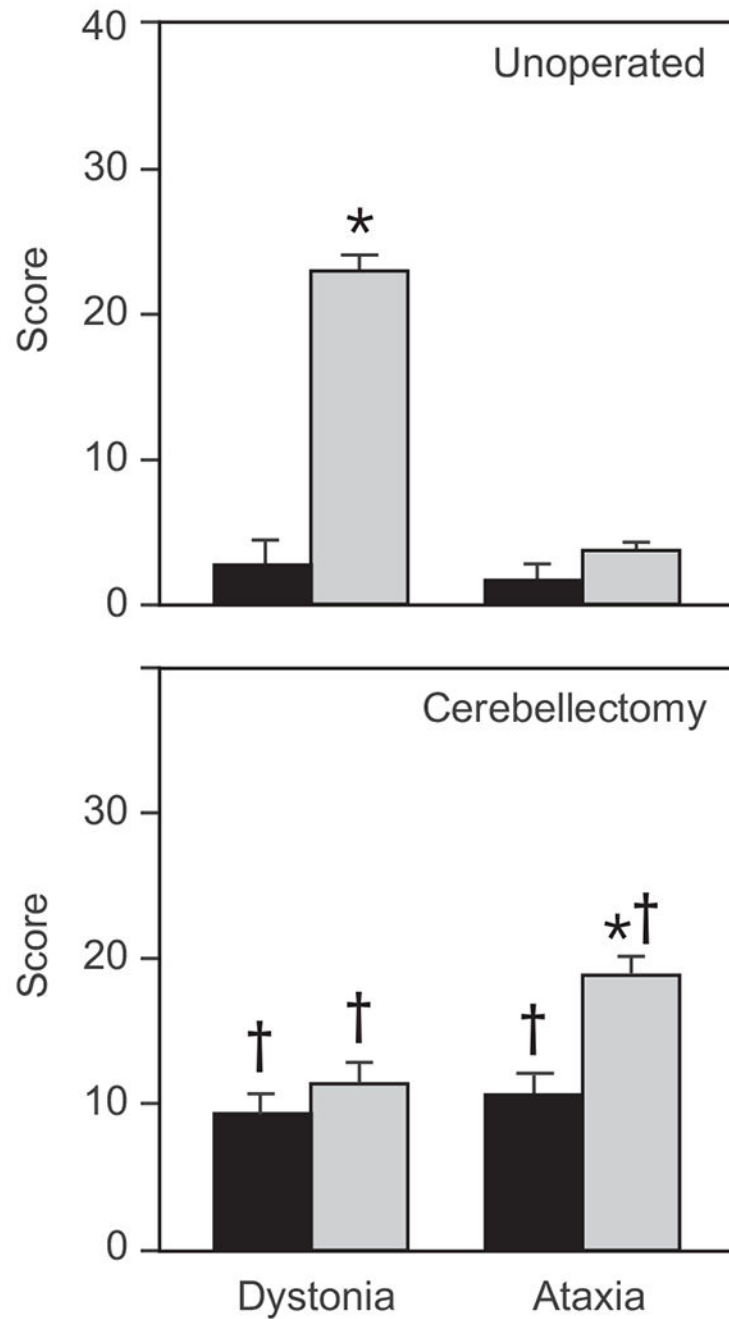 40
Unoperated
30
*
Score
20
10
0
Cerebellectomy
30
*†
Score
20
†
†
†
10
0
Dystonia
Ataxia